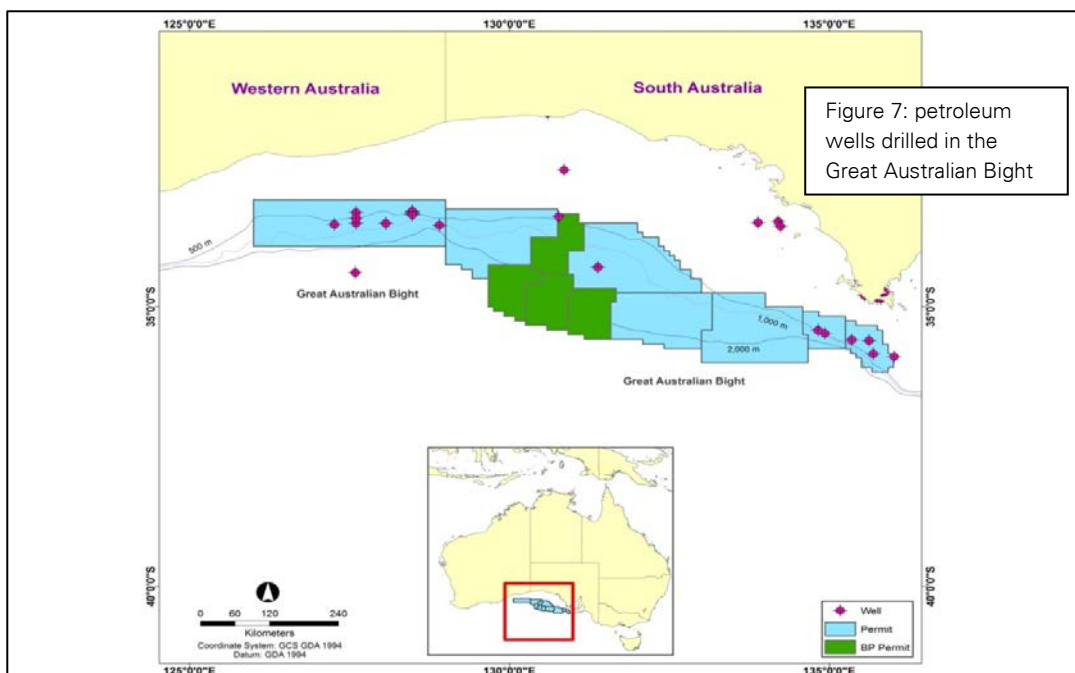 125°0'0"E
130°0'0"E
135°0'0"E
Western Australia
South Australia
Figure 7: petroleum
wells drilled in the
Great Australian Bight
500 m
Great Australian Bight
35°0'0"S
35°0'0"S
1,000 m
2,000 m
Great Australian Bight
40°0'0"S
40°0'0"S
0 60 120 240
Kilometers
Coordinate System: GCS GDA 1994
Datum: GDA 1994
Well
Permit
BP Permit
125°0'0"E
130°0'0"E
135°0'0"E